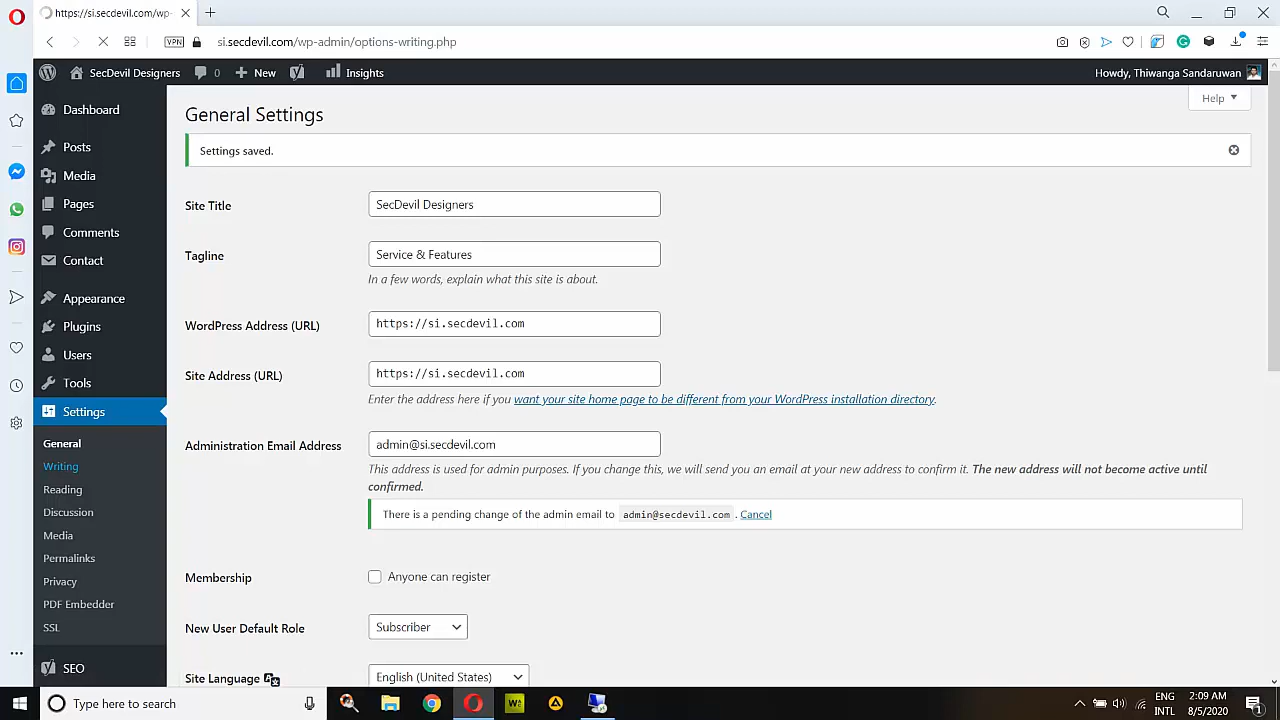 https://si.secdevil.com/wp-
VPN
si.secdevil.com/wp-admin/options-writing.php
SecDevil Designers
0
New
Insights
Howdy, Thiwanga Sandaruwan
Dashboard
Posts
Media
Pages
Comments
Contact
Appearance
Plugins
Users
Tools
Settings
General
Writing
Reading
Discussion
Media
Permalinks
Privacy
PDF Embedder
SSL
SEO
Help
General Settings
Settings saved.
Site Title
SecDevil Designers
Tagline
Service & Features
In a few words, explain what this site is about.
WordPress Address (URL)
https://si.secdevil.com
Site Address (URL)
https://si.secdevil.com
Enter the address here if you want your site home page to be different from your WordPress installation directory.
Administration Email Address
admin@si.secdevil.com
This address is used for admin purposes. If you change this, we will send you an email at your new address to confirm it. The new address will not become active until
confirmed.
There is a pending change of the admin email to admin@secdevil.com . Cancel
Membership
Anyone can register
New User Default Role
Subscriber
Site Language
English (United States)
Type here to search
ENG
INTL
2:09 AM
8/5/2020
1